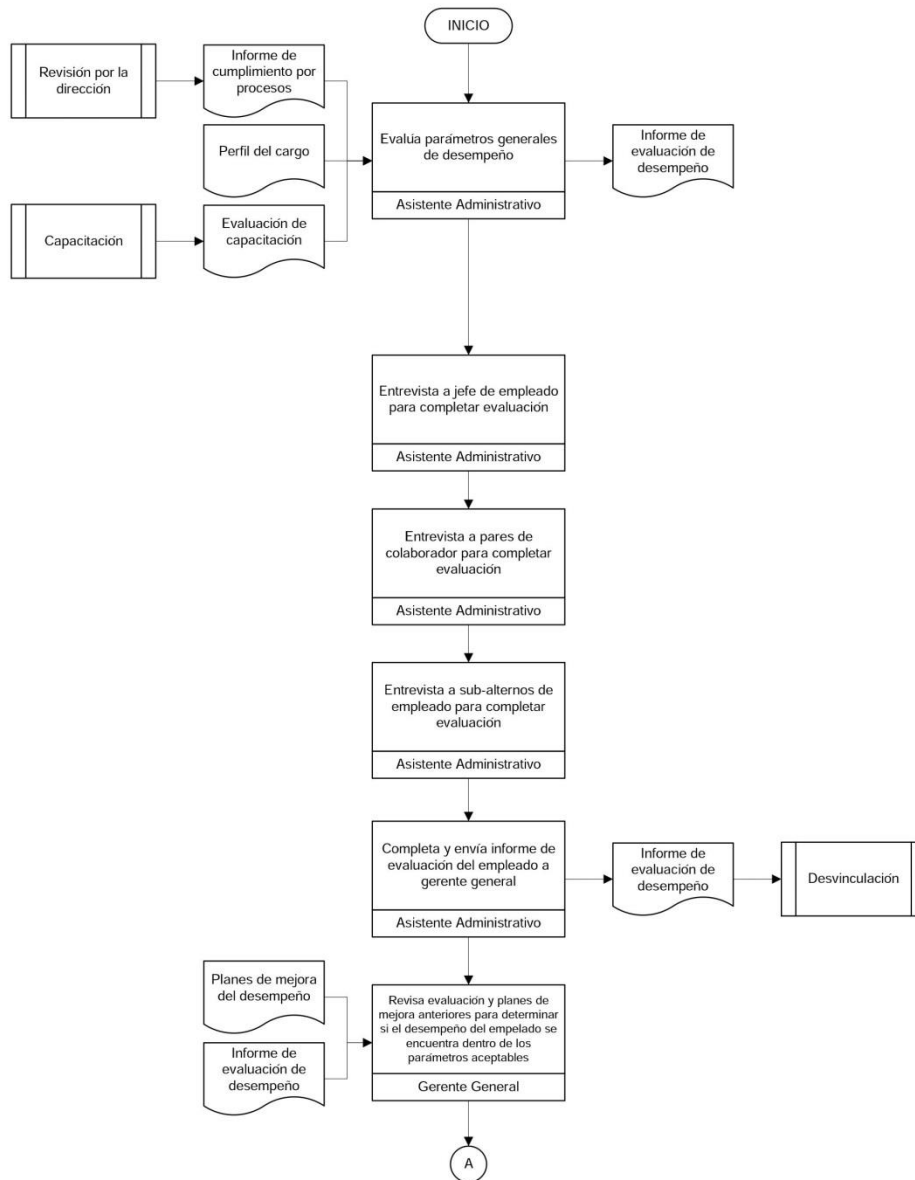 INICIO
Revisión por la
dirección
Informe de
cumplimiento por
procesos
Perfil del cargo
Evalúa parámetros generales
de desempeño
Asistente Administrativo
Informe de
evaluación de
desempeño
Capacitación
Evaluación de
capacitación
Entrevista a jefe de empleado
para completar evaluación
Asistente Administrativo
Entrevista a pares de
colaborador para completar
evaluación
Asistente Administrativo
Entrevista a sub-alternos de
empleado para completar
evaluación
Asistente Administrativo
Completa y envía informe de
evaluación del empleado a
gerente general
Asistente Administrativo
Informe de
evaluación de
desempeño
Desvinculación
Planes de mejora
del desempeño
Informe de
evaluación de
desempeño
Revisa evaluación y planes de
mejora anteriores para determinar
si el desempeño del empelado se
encuentra dentro de los
parámetros aceptables
Gerente General
A